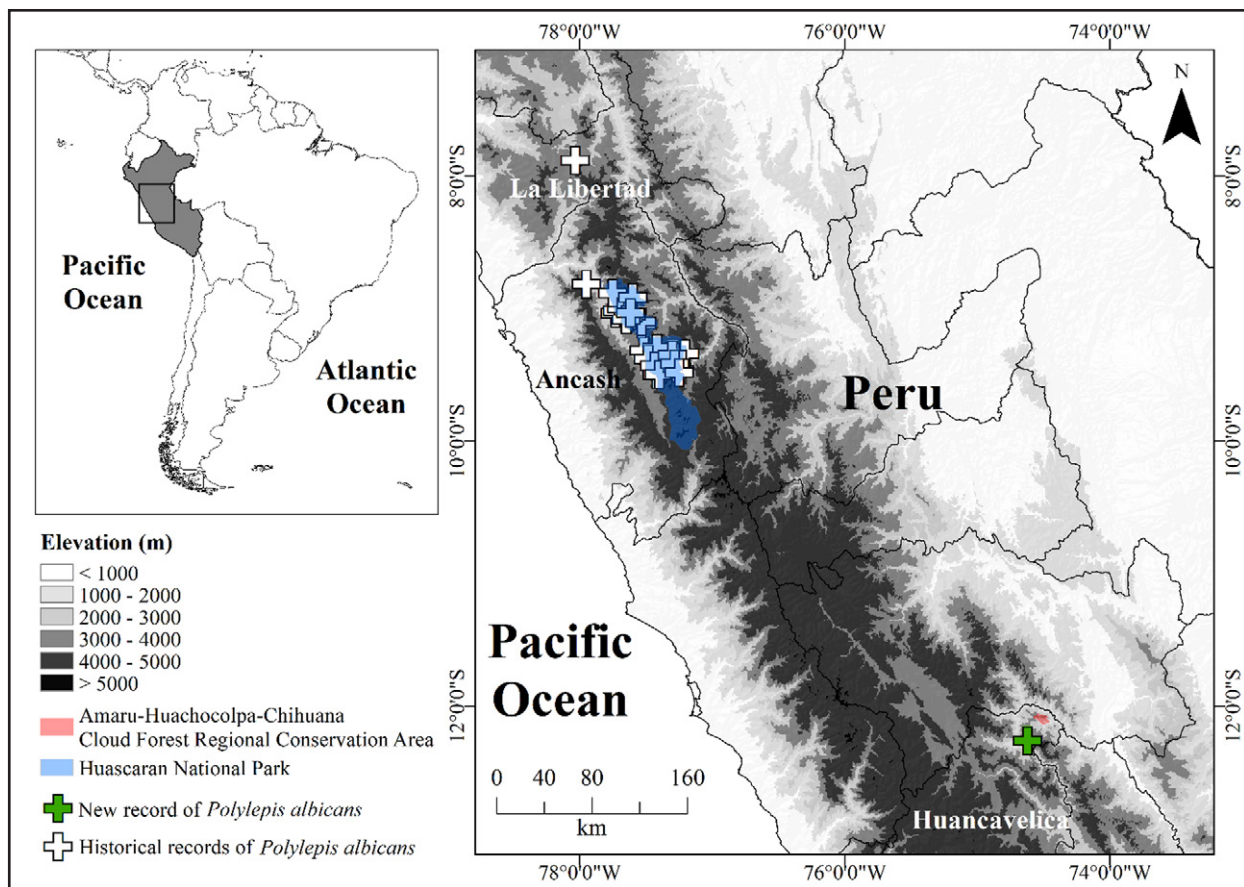 78°0'0"W
76°0'0"W
74°0'0"W
N
8°0'0"S
8°0'0"S
La Libertad
Pacific
Ocean
Atlantic
Ocean
Ancash
Peru
10°0'0"S
10°0'0"S
Elevation (m)
< 1000
1000 - 2000
2000 - 3000
3000 - 4000
4000 - 5000
> 5000
Amaru-Huachocolpa-Chihuana
Cloud Forest Regional Conservation Area
Huascaran National Park
New record of Polylepis albicans
Historical records of Polylepis albicans
Pacific
Ocean
12°0'0"S
12°0'0"S
0 40 80 160
km
Huancavelica
78°0'0"W
76°0'0"W
74°0'0"W